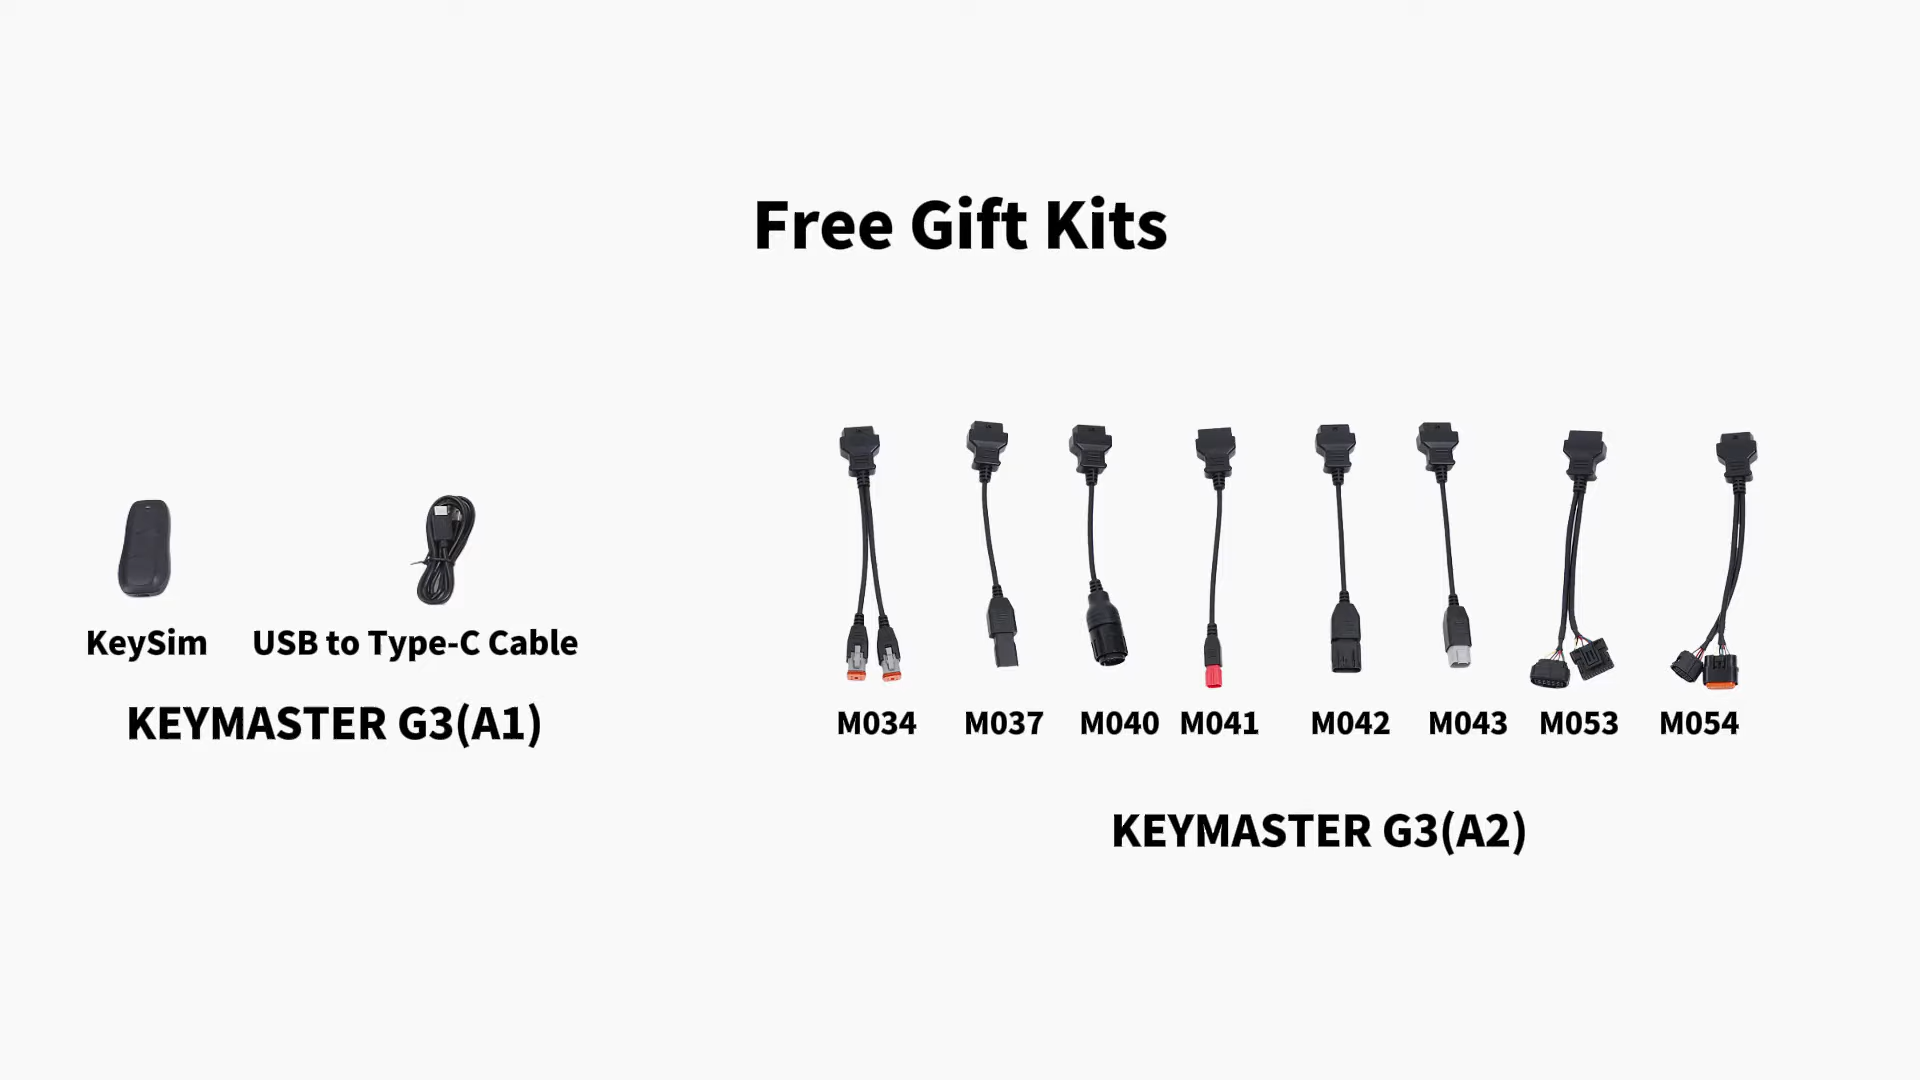 Free Gift Kits
KeySim
USB to Type-C Cable
KEYMASTER G3(A1)
M034
M037
M040
M041
M042
M043
M053
M054
KEYMASTER G3(A2)